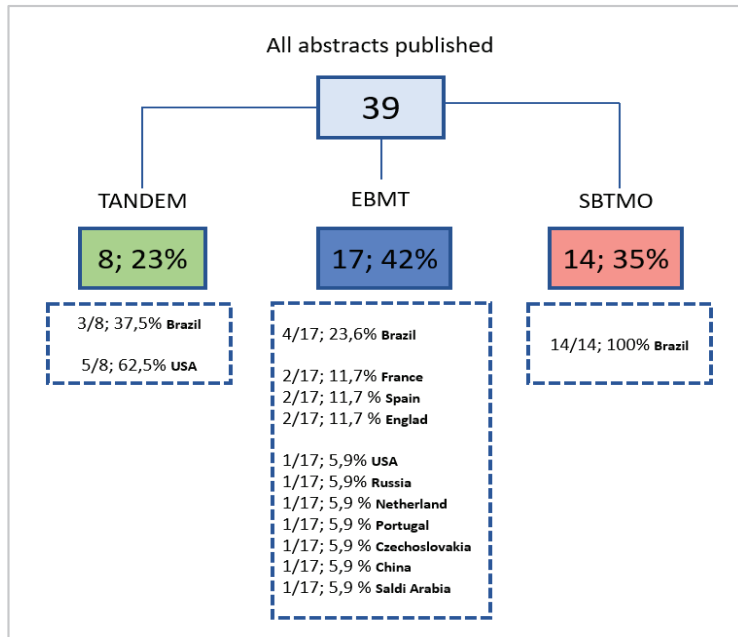 All abstracts published
39
TANDEM
8; 23%
3/8; 37,5% Brazil
5/8; 62,5% USA
EBMT
17; 42%
4/17; 23,6% Brazil
2/17; 11,7% France
2/17; 11,7 % Spain
2/17; 11,7 % Englad
1/17; 5,9% USA
1/17; 5,9% Russia
1/17; 5,9 % Netherland
1/17; 5,9 % Portugal
1/17; 5,9 % Czechoslovakia
1/17; 5,9 % China
1/17; 5,9 % Saldi Arabia
SBTMO
14; 35%
14/14; 100% Brazil